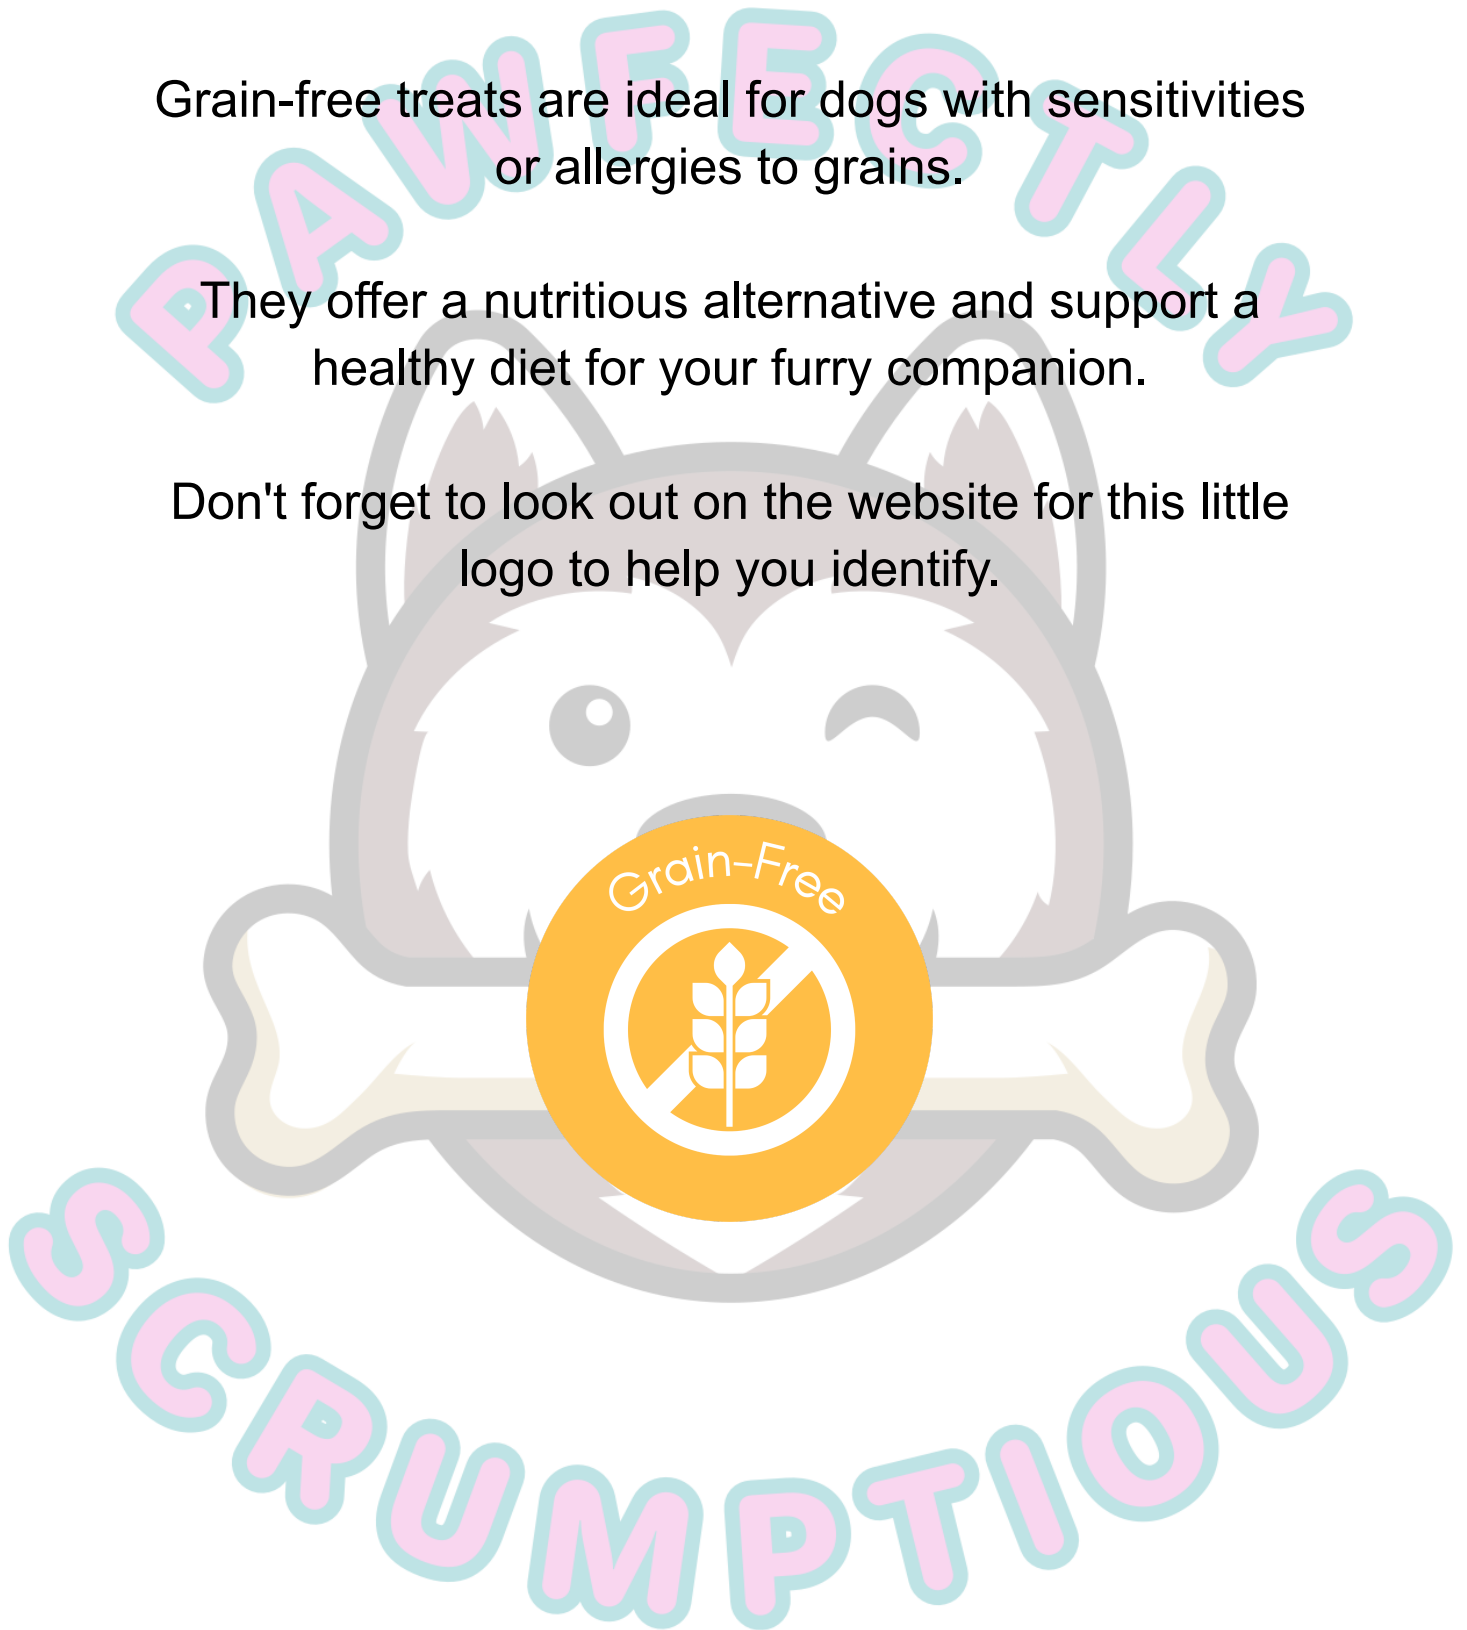 PAWFECTLY
Grain-free treats are ideal for dogs with sensitivities
or allergies to grains.
They offer a nutritious alternative and support a
healthy diet for your furry companion.
Don't forget to look out on the website for this little
logo to help you identify.
Grain-Free
SCRUMPTIOUS